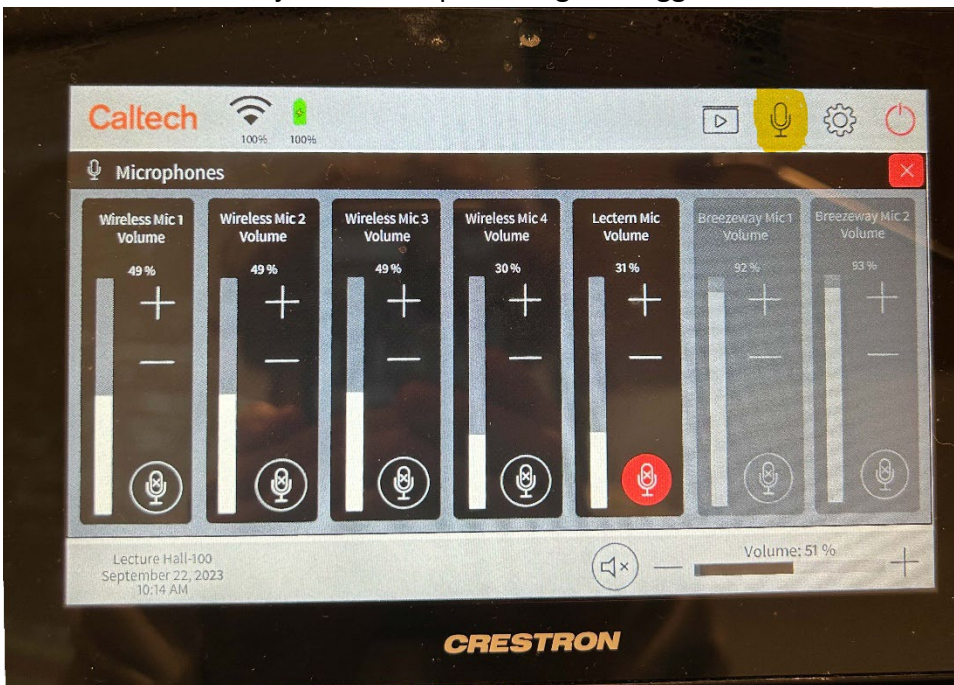 Caltech
100% 100%
Microphones
Wireless Mic 1
Volume
49%
Wireless Mic 2
Volume
49%
Wireless Mic 3
Volume
49%
Wireless Mic 4
Volume
30%
Lectern Mic
Volume
31%
Breezeway Mic 1
Volume
92%
Breezeway Mic 2
Volume
93%
Lecture Hall-100
September 22, 2023
10:14 AM
Volume: 51 %
CRESTRON